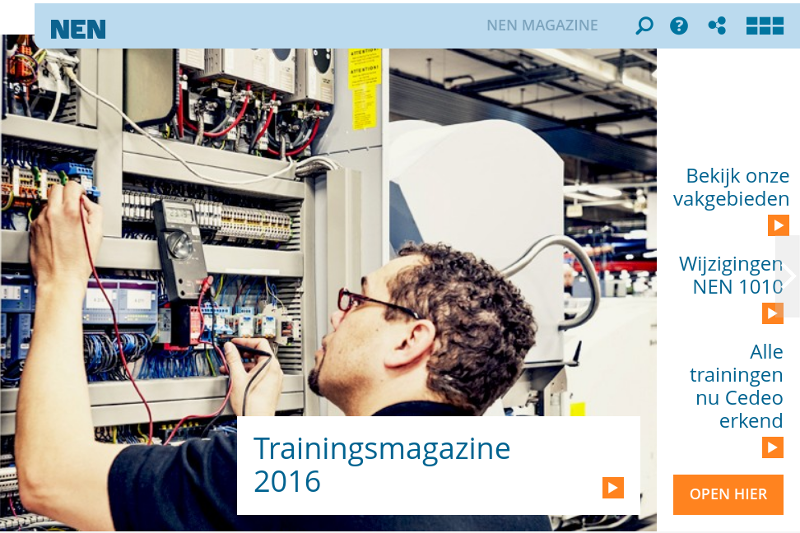 NEN
NEN MAGAZINE
Bekijk onze
vakgebieden
Wijzigingen
NEN 1010
Alle
trainingen
nu Cedeo
erkend
OPEN HIER
Trainingsmagazine
2016